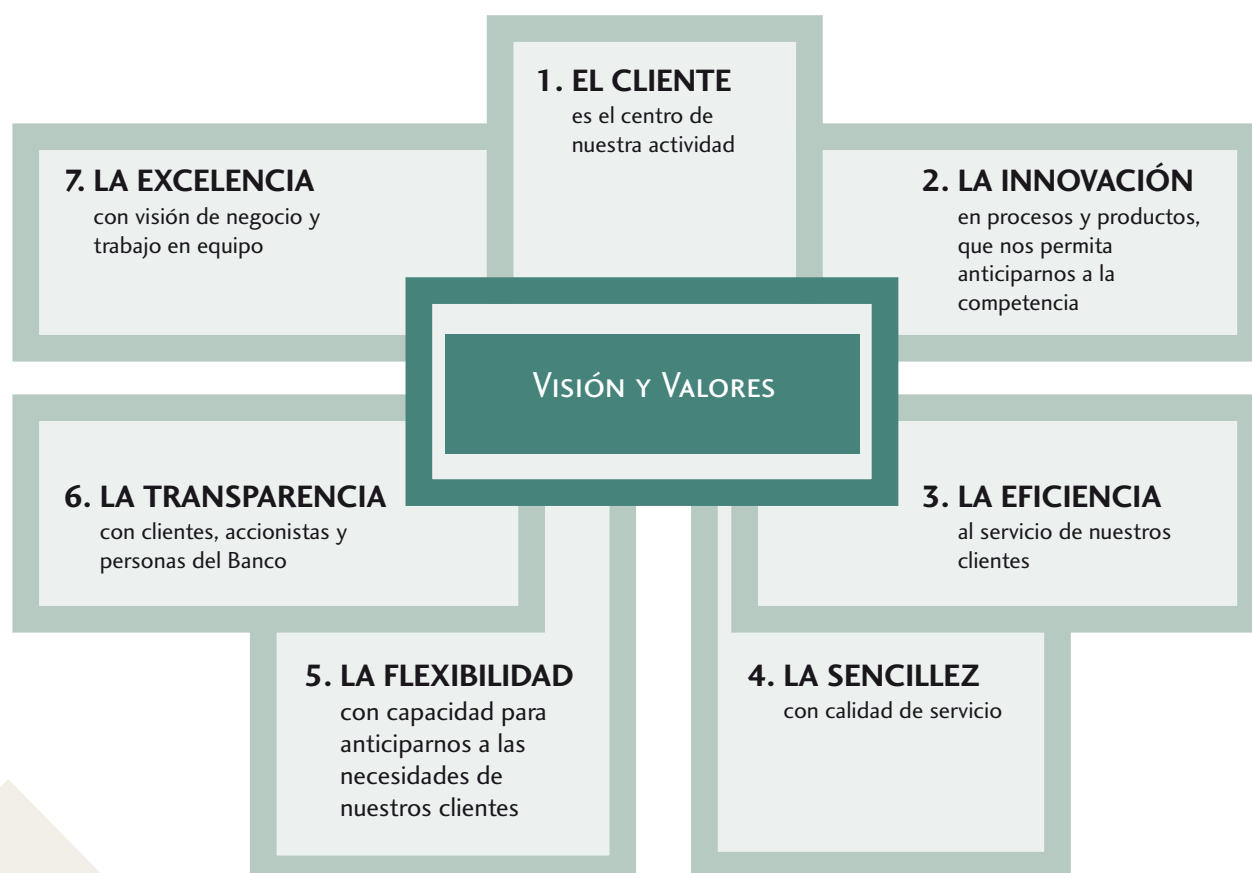 1. EL CLIENTE
es el centro de
nuestra actividad
7. LA EXCELENCIA
con visión de negocio y
trabajo en equipo
2. LA INNOVACIÓN
en procesos y productos,
que nos permita
anticiparnos a la
competencia
VISIÓN Y VALORES
6. LA TRANSPARENCIA
con clientes, accionistas y
personas del Banco
3. LA EFICIENCIA
al servicio de nuestros
clientes
5. LA FLEXIBILIDAD
con capacidad para
anticiparnos a las
necesidades de
nuestros clientes
4. LA SENCILLEZ
con calidad de servicio